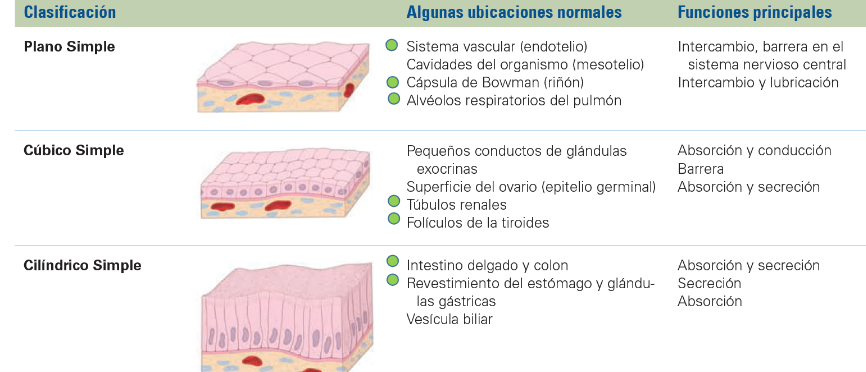 Clasificación Algunas ubicaciones normales Funciones principales
Plano Simple
Sistema vascular (endotelio)
Cavidades del organismo (mesotelio)
Cápsula de Bowman (riñón)
Alvéolos respiratorios del pulmón
Intercambio, barrera en el
sistema nervioso central
Intercambio y lubricación
Cúbico Simple
Pequeños conductos de glándulas
exocrinas
Superficie del ovario (epitelio germinal)
Túbulos renales
Folículos de la tiroides
Absorción y conducción
Barrera
Absorción y secreción
Cilíndrico Simple
Intestino delgado y colon
Revestimiento del estómago y glándu-
las gástricas
Vesícula biliar
Absorción y secreción
Secreción
Absorción